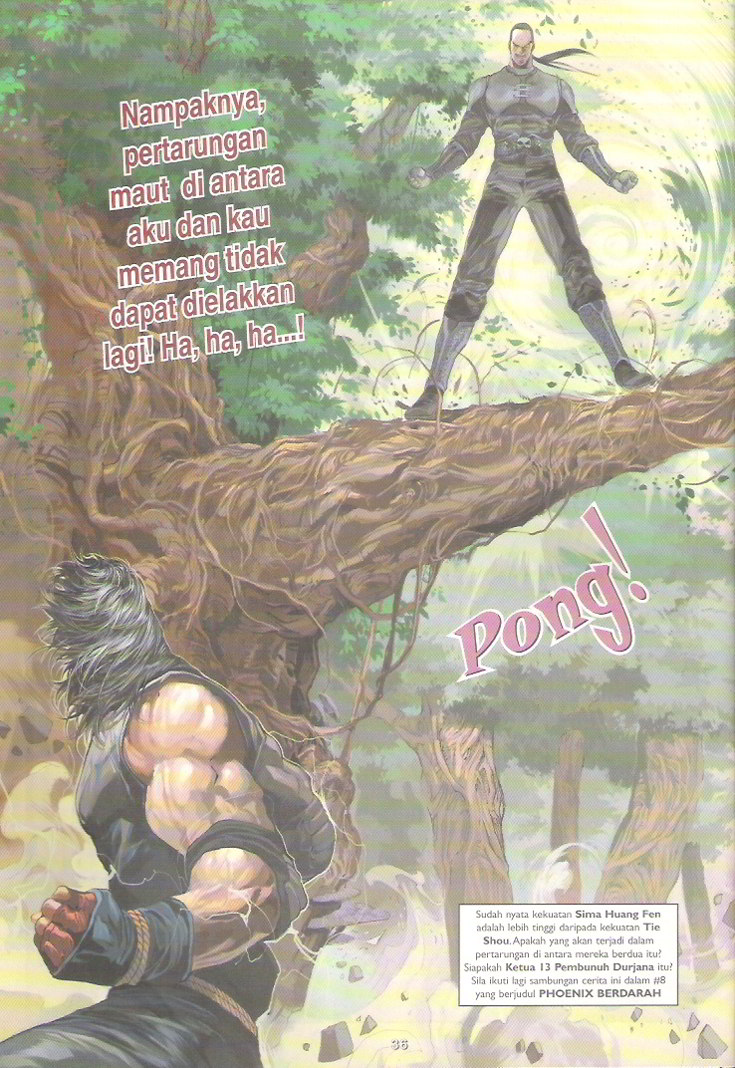 Nampaknya,
pertarungan
maut di antara
aku dan kau
memang tidak
dapat dielakkan
lagi! Ha, ha, ha...!
Pong!
Sudah nyata kekuatan Sima Huang Fen
adalah lebih tinggi daripada kekuatan Tie
Shou. Apakah yang akan terjadi dalam
pertarungan di antara mereka berdua itu?
Siapakah Ketua 13 Pembunuh Durjana itu?
Sila ikuti lagi sambungan cerita ini dalam #8
yang berjudul PHOENIX BERDARAH
36